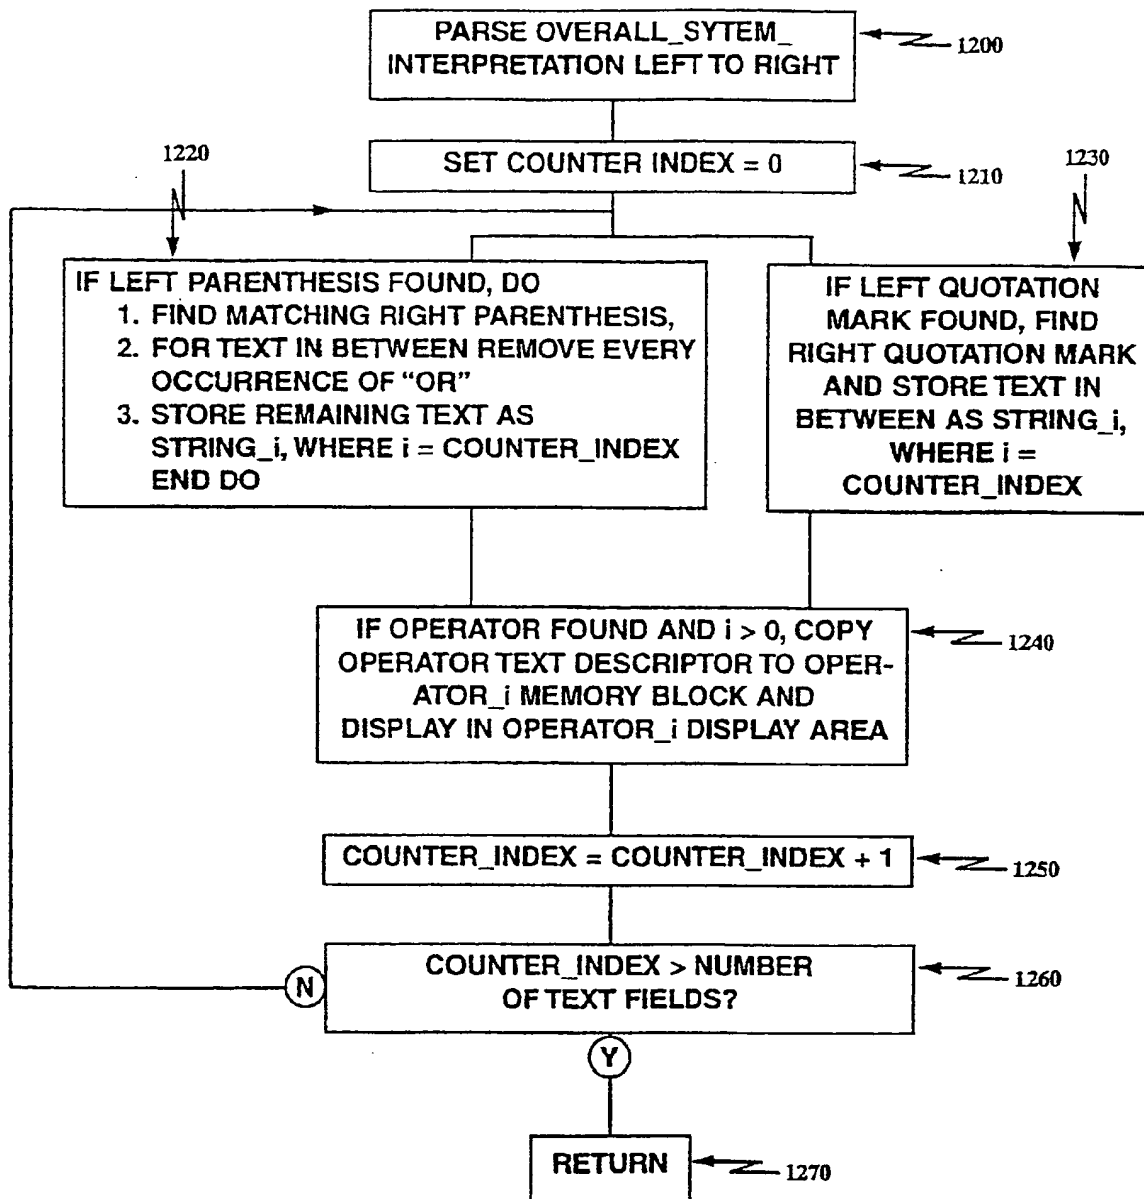 PARSE OVERALL_SYTEM_
INTERPRETATION LEFT TO RIGHT
1200
SET COUNTER INDEX = 0
1210
1220
1230
IF LEFT PARENTHESIS FOUND, DO
1. FIND MATCHING RIGHT PARENTHESIS,
2. FOR TEXT IN BETWEEN REMOVE EVERY
OCCURRENCE OF "OR"
3. STORE REMAINING TEXT AS
STRING_i, WHERE i = COUNTER_INDEX
END DO
IF LEFT QUOTATION
MARK FOUND, FIND
RIGHT QUOTATION MARK
AND STORE TEXT IN
BETWEEN AS STRING_i,
WHERE i =
COUNTER_INDEX
IF OPERATOR FOUND AND i > 0, COPY
OPERATOR TEXT DESCRIPTOR TO OPER-
ATOR_i MEMORY BLOCK AND
DISPLAY IN OPERATOR_i DISPLAY AREA
1240
COUNTER_INDEX = COUNTER_INDEX + 1
1250
COUNTER_INDEX > NUMBER
OF TEXT FIELDS?
1260
N
Y
RETURN
1270